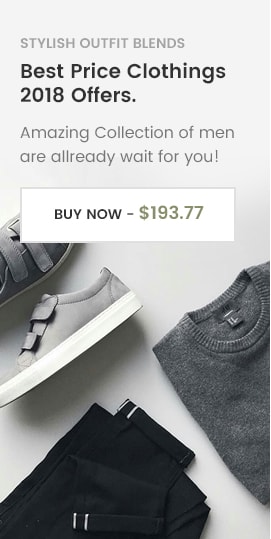 STYLISH OUTFIT BLENDS
Best Price Clothings
2018 Offers.
Amazing Collection of men
are allready wait for you!
BUY NOW - $193.77